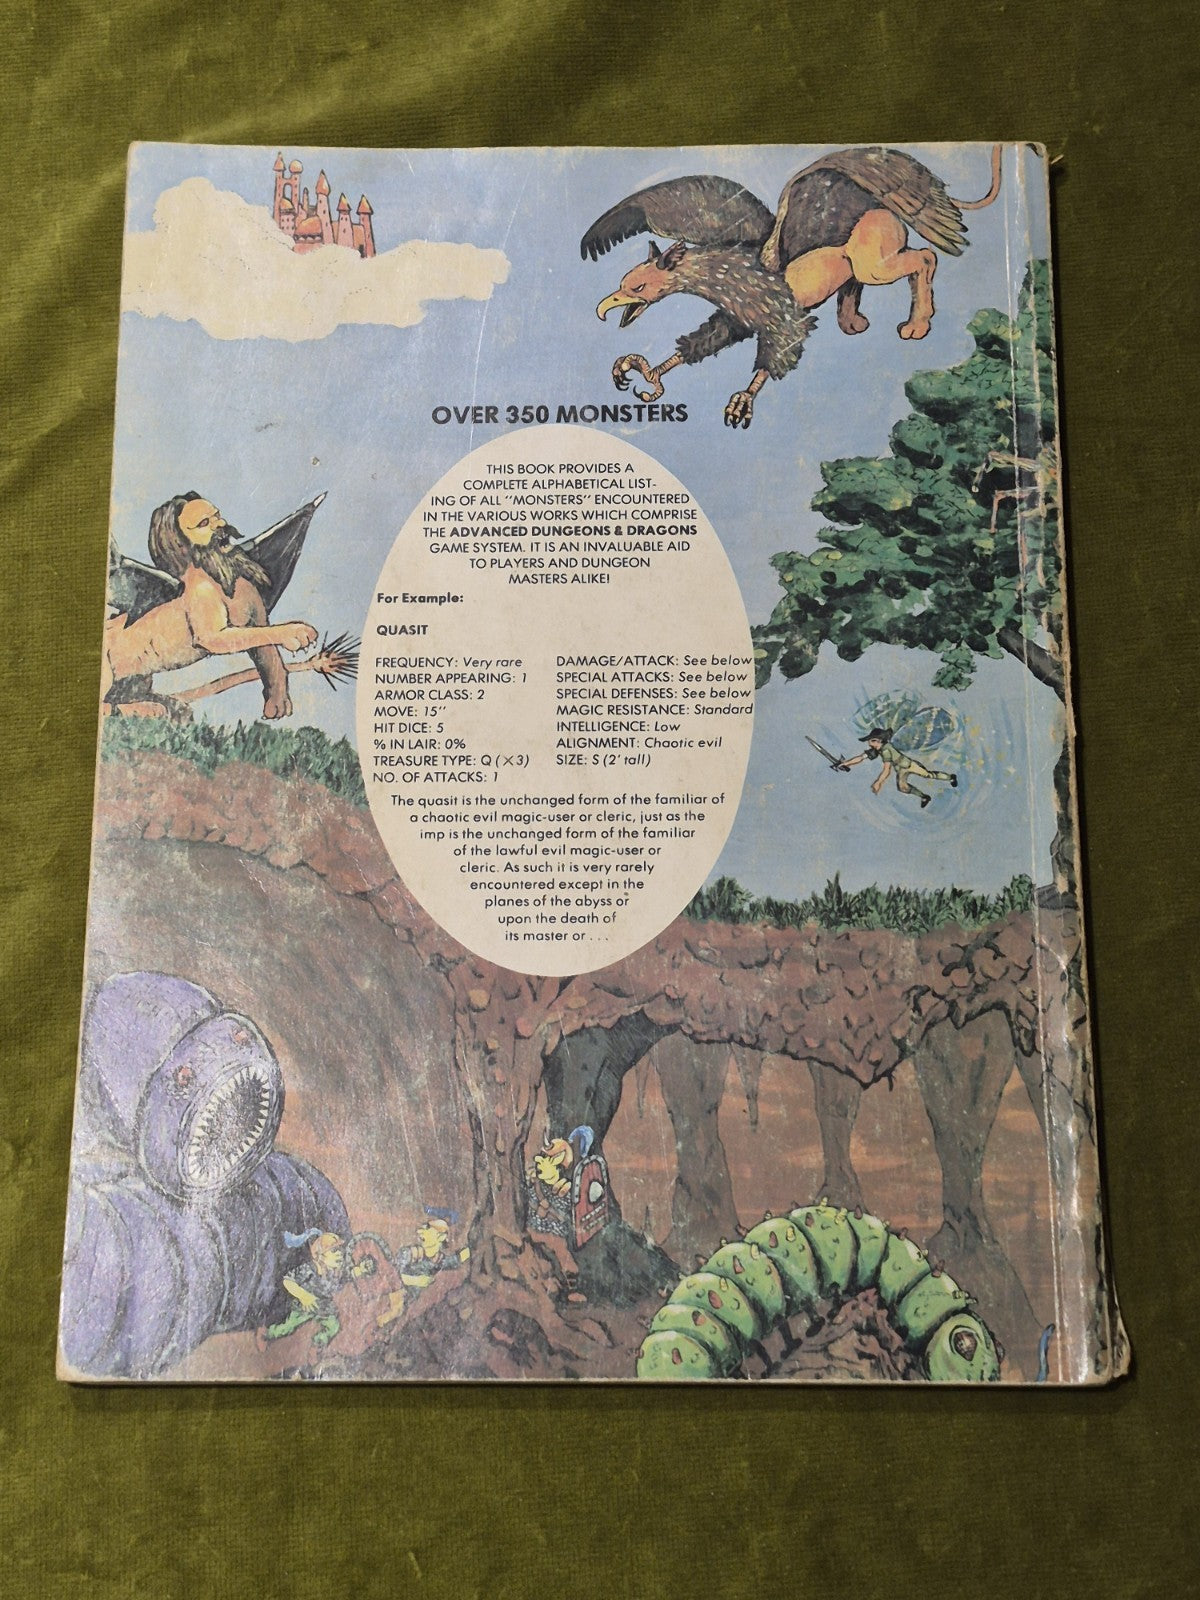 OVER 350 MONSTERS
THIS BOOK PROVIDES A
COMPLETE ALPHABETICAL LIST-
ING OF ALL "MONSTERS" ENCOUNTERED
IN THE VARIOUS WORKS WHICH COMPRISE
THE ADVANCED DUNGEONS & DRAGONS
GAME SYSTEM. IT IS AN INVALUABLE AID
TO PLAYERS AND DUNGEON
MASTERS ALIKE!
For Example:
QUASIT
FREQUENCY: Very rare
NUMBER APPEARING: 1
ARMOR CLASS: 2
MOVE: 15"
HIT DICE: 5
% IN LAIR: 0%
TREASURE TYPE: Q (×3)
NO. OF ATTACKS: 1
DAMAGE/ATTACK: See below
SPECIAL ATTACKS: See below
SPECIAL DEFENSES: See below
MAGIC RESISTANCE: Standard
INTELLIGENCE: Low
ALIGNMENT: Chaotic evil
SIZE: S (2' tall)
The quasit is the unchanged form of the familiar of
a chaotic evil magic-user or cleric, just as the
imp is the unchanged form of the familiar
of the lawful evil magic-user or
cleric. As such it is very rarely
encountered except in the
planes of the abyss or
upon the death of
its master or . . .